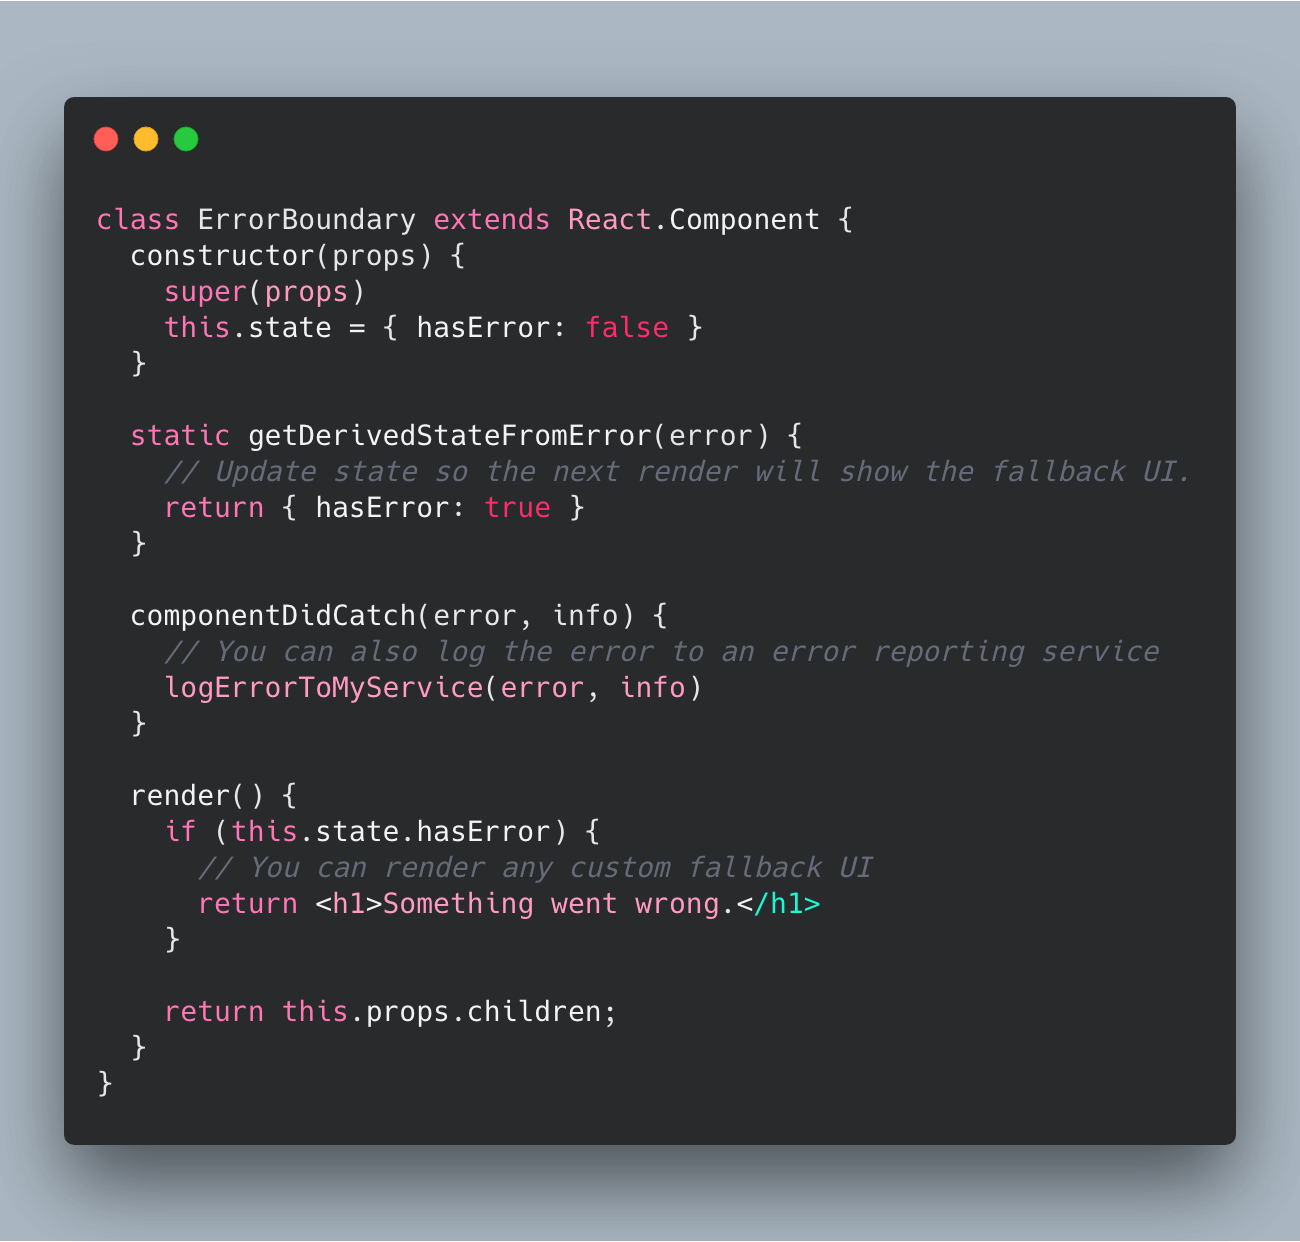 class ErrorBoundary extends React.Component {
  constructor(props) {
    super(props)
    this.state = { hasError: false }
  }

  static getDerivedStateFromError(error) {
    // Update state so the next render will show the fallback UI.
    return { hasError: true }
  }

  componentDidCatch(error, info) {
    // You can also log the error to an error reporting service
    logErrorToMyService(error, info)
  }

  render() {
    if (this.state.hasError) {
      // You can render any custom fallback UI
      return <h1>Something went wrong.</h1>
    }

    return this.props.children;
  }
}